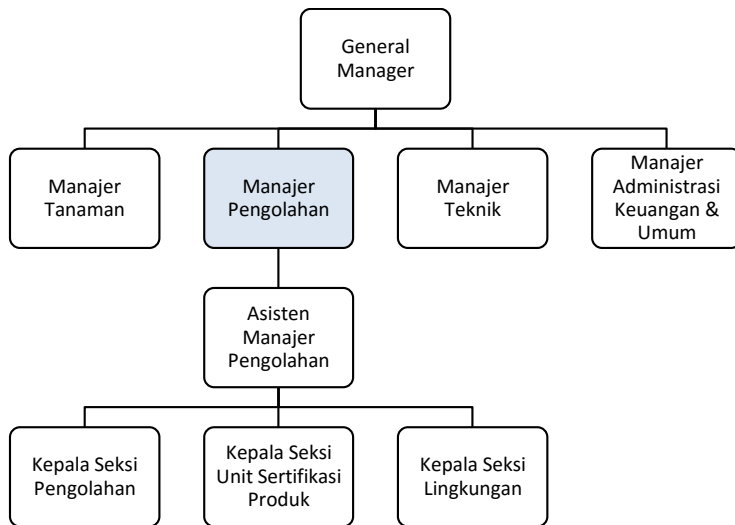 General
Manager
Manajer
Tanaman
Manajer
Pengolahan
Manajer
Teknik
Manajer
Administrasi
Keuangan &
Umum
Asisten
Manajer
Pengolahan
Kepala Seksi
Pengolahan
Kepala Seksi
Unit Sertifikasi
Produk
Kepala Seksi
Lingkungan